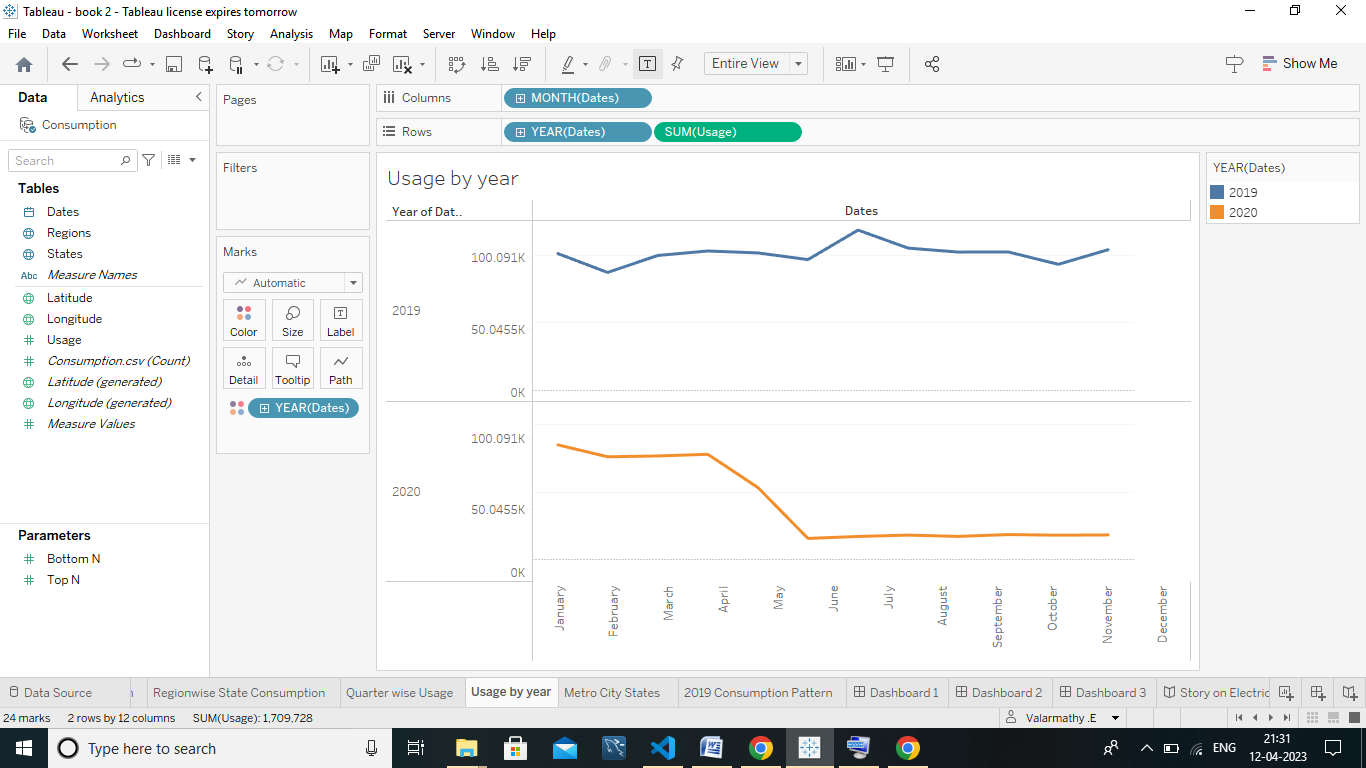 Tableau - book 2 - Tableau license expires tomorrow
File Data Worksheet Dashboard Story Analysis Map Format Server Window Help
Entire View
Show Me
Data Analytics
Consumption
Search
Tables
Dates
Regions
States
Abc Measure Names
Latitude
Longitude
Usage
Consumption.csv (Count)
Latitude (generated)
Longitude (generated)
Measure Values
Parameters
Bottom N
Top N
Pages
Filters
Marks
Automatic
Color Size Label
Detail Tooltip Path
YEAR(Dates)
Columns MONTH(Dates)
Rows YEAR(Dates) SUM(Usage)
Usage by year
Year of Dat.. Dates
100.091K
2019
50.0455K
0K
100.091K
2020
50.0455K
0K
January February March April May June July August September October November December
YEAR(Dates)
2019
2020
Data Source Regionwise State Consumption Quarter wise Usage Usage by year Metro City States 2019 Consumption Pattern Dashboard 1 Dashboard 2 Dashboard 3 Story on Electric
24 marks 2 rows by 12 columns SUM(Usage): 1,709.728 Valarmathy .E
Type here to search ENG 21:31
12-04-2023